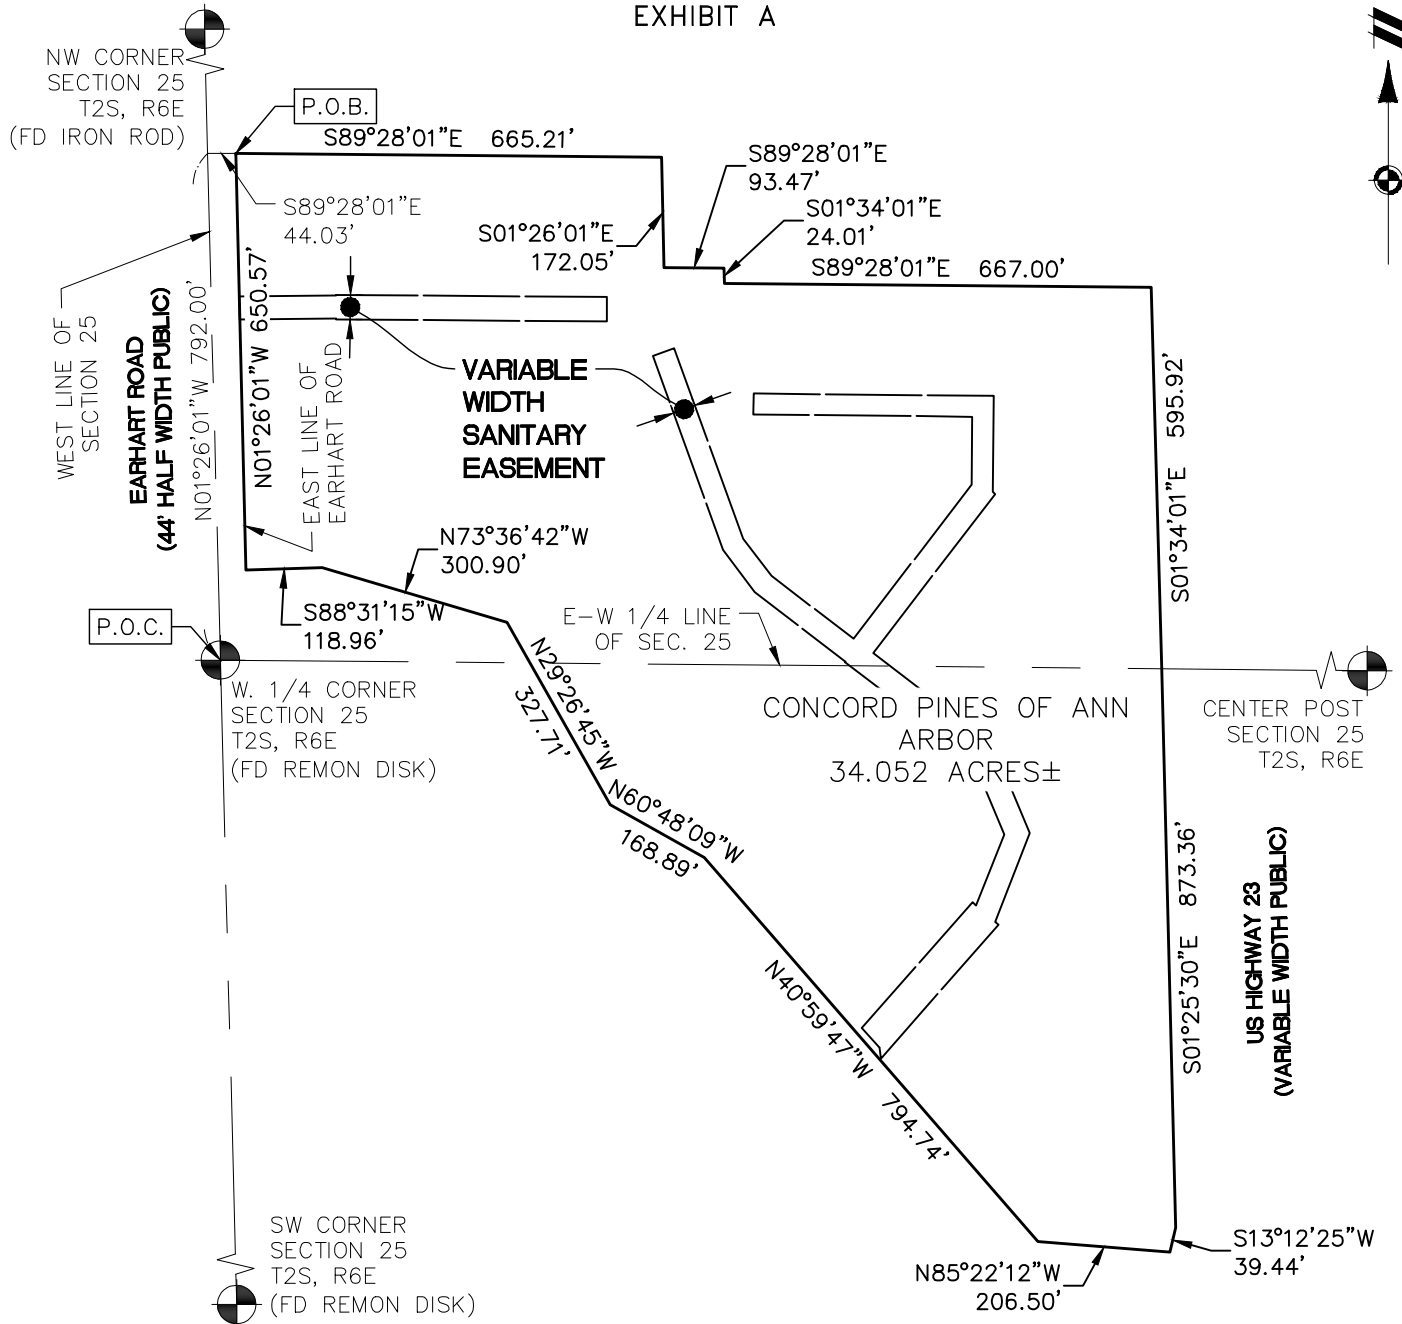 EXHIBIT A
NW CORNER
SECTION 25
T2S, R6E
(FD IRON ROD)
P.O.B.
S89°28'01"E 665.21'
S89°28'01"E
93.47'
S89°28'01"E
44.03'
S01°26'01"E
172.05'
S01°34'01"E
24.01'
S89°28'01"E 667.00'
WEST LINE OF
SECTION 25
EARHART ROAD
(44' HALF WIDTH PUBLIC)
N01°26'01"W 792.00'
N01°26'01"W 650.57'
EAST LINE OF
EARHART ROAD
VARIABLE
WIDTH
SANITARY
EASEMENT
S01°34'01"E 595.92'
N73°36'42"W
300.90'
S88°31'15"W
118.96'
P.O.C.
E-W 1/4 LINE
OF SEC. 25
W. 1/4 CORNER
SECTION 25
T2S, R6E
(FD REMON DISK)
N29°26'45"W
327.71'
CONCORD PINES OF ANN
ARBOR
34.052 ACRES±
CENTER POST
SECTION 25
T2S, R6E
N60°48'09"W
168.89'
S01°25'30"E 873.36'
US HIGHWAY 23
(VARIABLE WIDTH PUBLIC)
N40°59'47"W 794.74'
SW CORNER
SECTION 25
T2S, R6E
(FD REMON DISK)
N85°22'12"W
206.50'
S13°12'25"W
39.44'